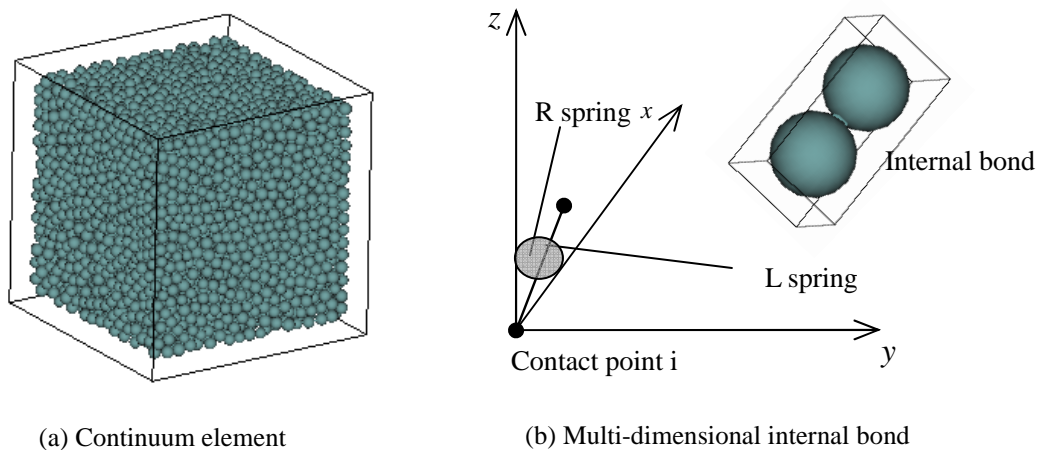 z
R spring
x
Internal bond
L spring
Contact point i
y
(a) Continuum element
(b) Multi-dimensional internal bond